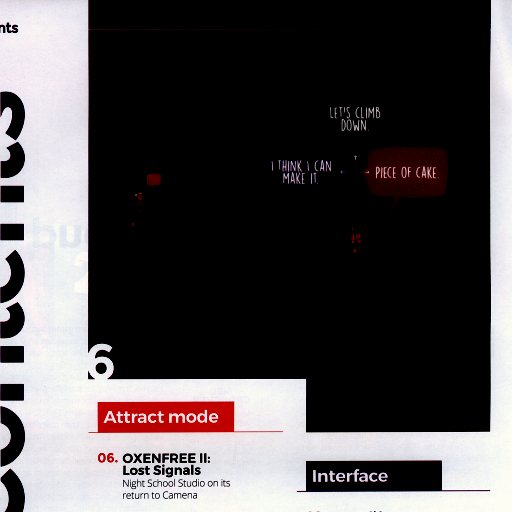 nts
contents
LET'S CLIMB
DOWN.
I THINK I CAN
MAKE IT.
PIECE OF CAKE.
6
Attract mode
06. OXENFREE II:
Lost Signals
Night School Studio on its
return to Camena
Interface